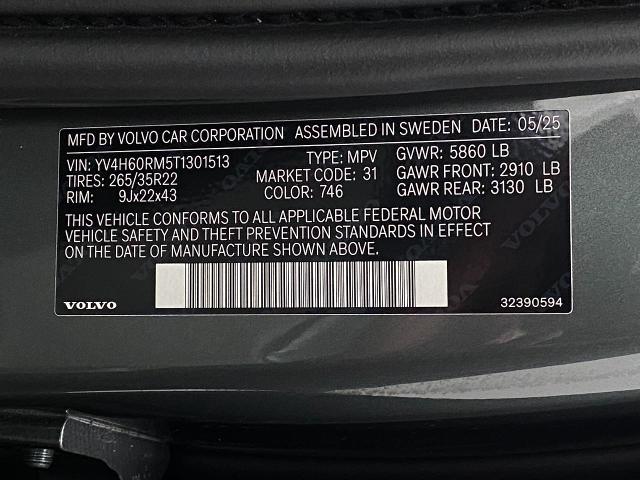 MFD BY VOLVO CAR CORPORATION ASSEMBLED IN SWEDEN DATE: 05/25
VIN: YV4H60RM5T1301513 TYPE: MPV GVWR: 5860 LB
TIRES: 265/35R22 MARKET CODE: 31 GAWR FRONT: 2910 LB
RIM: 9Jx22x43 COLOR: 746 GAWR REAR: 3130 LB
THIS VEHICLE CONFORMS TO ALL APPLICABLE FEDERAL MOTOR
VEHICLE SAFETY AND THEFT PREVENTION STANDARDS IN EFFECT
ON THE DATE OF MANUFACTURE SHOWN ABOVE.
VOLVO 32390594